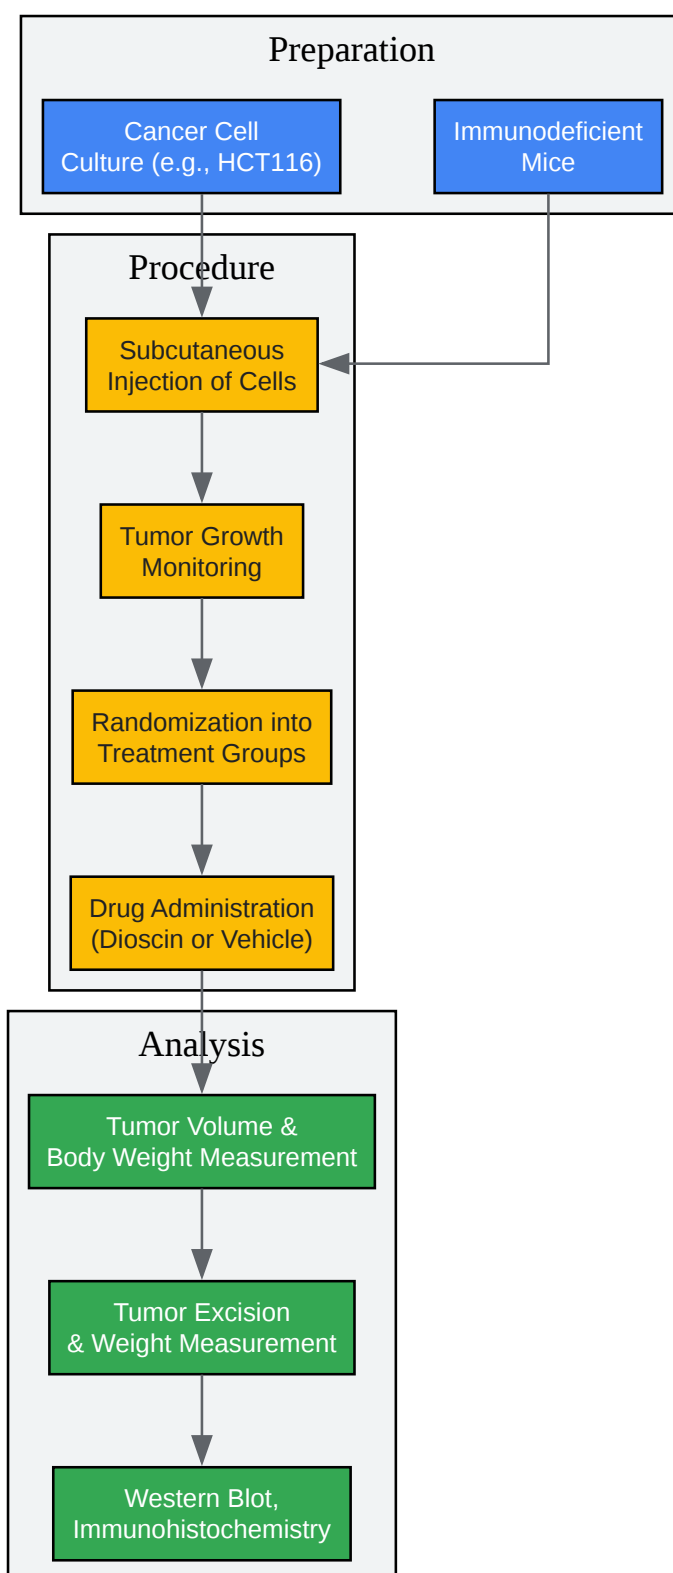 Preparation
Cancer Cell
Culture (e.g., HCT116)
Immunodeficient
Mice
Procedure
Subcutaneous
Injection of Cells
Tumor Growth
Monitoring
Randomization into
Treatment Groups
Drug Administration
(Dioscin or Vehicle)
Analysis
Tumor Volume &
Body Weight Measurement
Tumor Excision
& Weight Measurement
Western Blot,
Immunohistochemistry